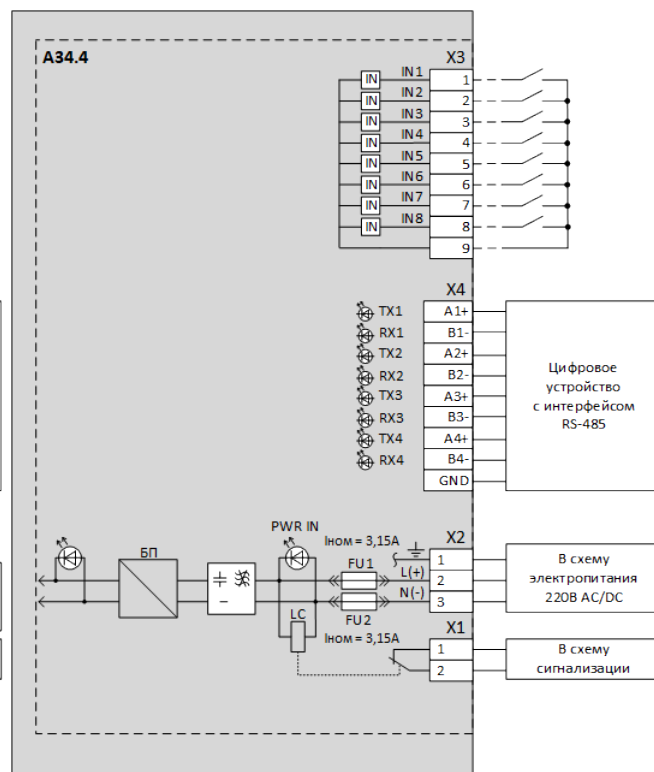 A34.4
X3
IN IN1 1
IN IN2 2
IN IN3 3
IN IN4 4
IN IN5 5
IN IN6 6
IN IN7 7
IN IN8 8
9
X4
TX1 A1+
RX1 B1-
TX2 A2+
RX2 B2-
TX3 A3+
RX3 B3-
TX4 A4+
RX4 B4-
GND
Цифровое
устройство
с интерфейсом
RS-485
PWR IN
Iном = 3,15А
X2
БП
FU1
1
L(+) 2
N(-) 3
В схему
электропитания
220В AC/DC
LC
FU2
Iном = 3,15А
X1
1
2
В схему
сигнализации